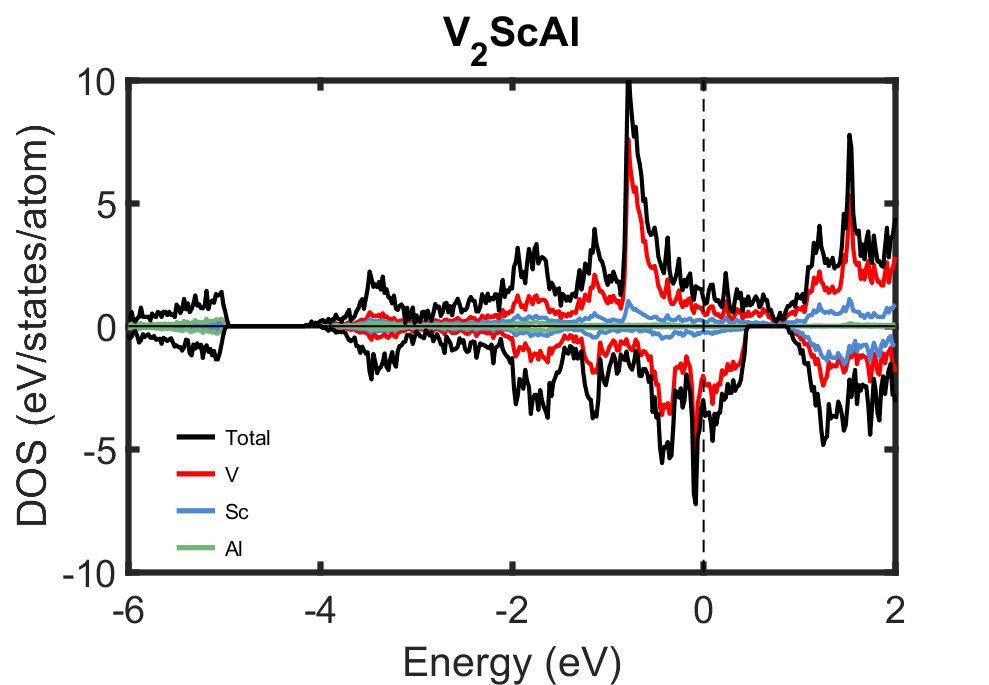 V2ScAl
10
5
0
-5
-10
DOS (eV/states/atom)
Total
V
Sc
Al
-6 -4 -2 0 2
Energy (eV)